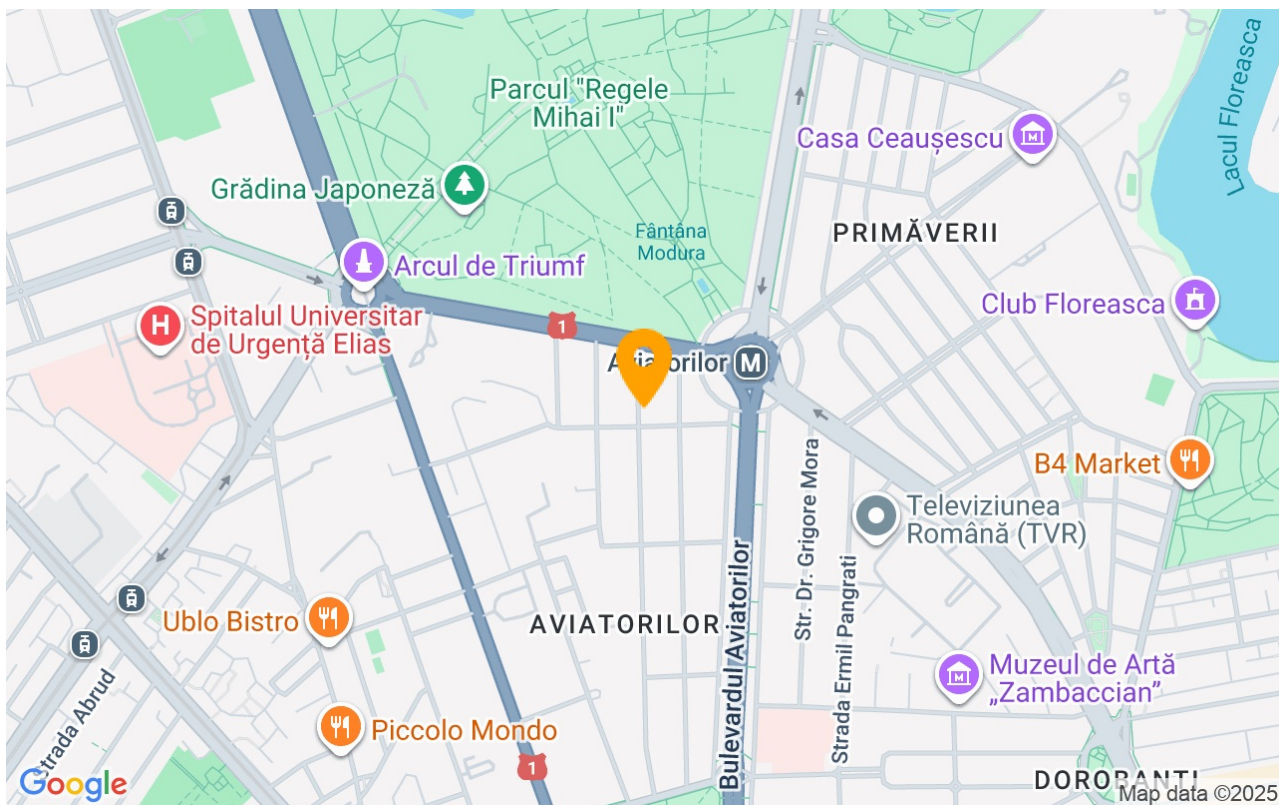 Lacul Floreasca
Parcul "Regele
Mihai I"
Casa Ceaușescu
M
Grădina Japoneză
Fântâna
Modura
PRIMĂVERII
Arcul de Triumf
Club Floreasca
H
Spitalul Universitar
de Urgență Elias
1
Aviatorilor
M
B4 Market
Str. Dr. Grigore Mora
Televiziunea
Română (TVR)
Bulevardul Aviatorilor
Strada Ermil Pangrati
Ublo Bistro
AVIATORILOR
M
Muzeul de Artă
„Zambaccian”
Strada Abrud
Piccolo Mondo
1
DOROBANȚI
Google
Map data ©2025